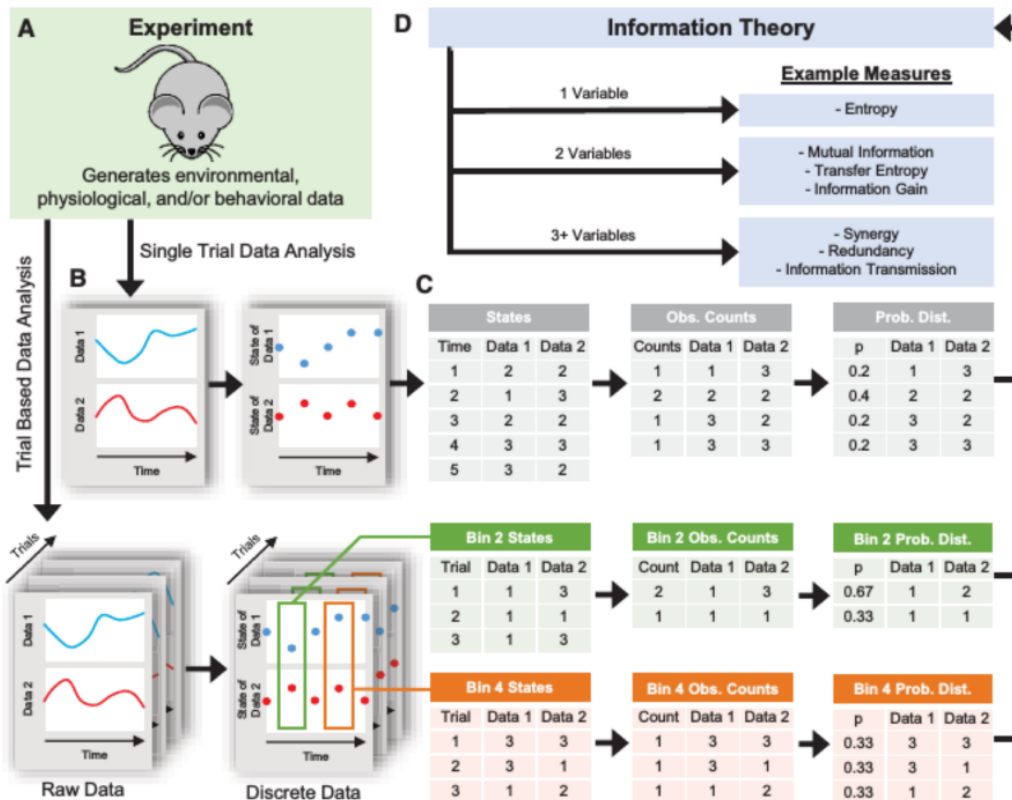 A
Experiment
Generates environmental,
physiological, and/or behavioral data
D
Information Theory
Example Measures
1 Variable
- Entropy
2 Variables
- Mutual Information
- Transfer Entropy
- Information Gain
3+ Variables
- Synergy
- Redundancy
- Information Transmission
Trial Based Data Analysis
Single Trial Data Analysis
B
Data 1
Data 2
Time
State of
Data 1
State of
Data 2
Time
C
States
Time Data 1 Data 2
1 2 2
2 1 3
3 2 2
4 3 3
5 3 2
Obs. Counts
Counts Data 1 Data 2
1 1 3
2 2 2
1 3 2
1 3 3
Prob. Dist.
p Data 1 Data 2
0.2 1 3
0.4 2 2
0.2 3 2
0.2 3 3
Trials
Data 1
Data 2
Time
Raw Data
Trials
State of
Data 1
State of
Data 2
Time
Discrete Data
Bin 2 States
Trial Data 1 Data 2
1 1 3
2 1 1
3 1 3
Bin 2 Obs. Counts
Count Data 1 Data 2
2 1 3
1 1 1
Bin 2 Prob. Dist.
p Data 1 Data 2
0.67 1 2
0.33 1 1
Bin 4 States
Trial Data 1 Data 2
1 3 3
2 3 1
3 1 2
Bin 4 Obs. Counts
Count Data 1 Data 2
1 3 3
1 3 1
1 1 2
Bin 4 Prob. Dist.
p Data 1 Data 2
0.33 3 3
0.33 3 1
0.33 1 2